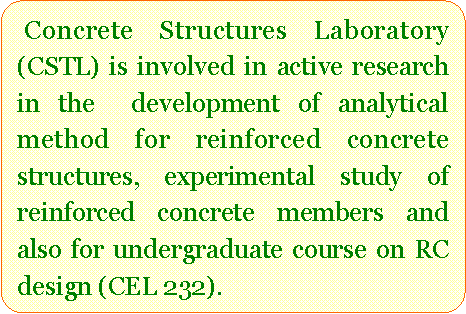 Concrete Structures Laboratory
(CSTL) is involved in active research
in the development of analytical
method for reinforced concrete
structures, experimental study of
reinforced concrete members and
also for undergraduate course on RC
design (CEL 232).